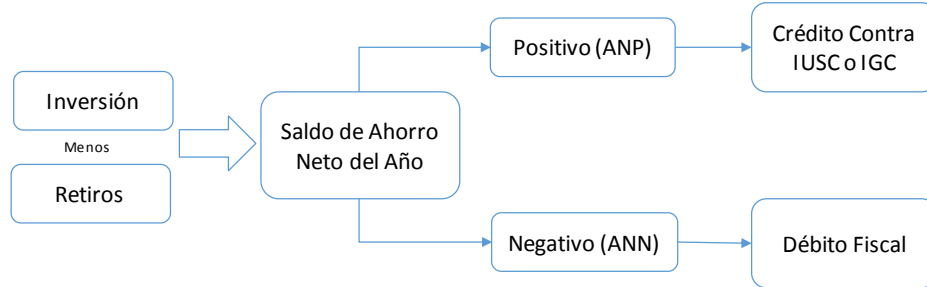 Inversión
Menos
Retiros
Saldo de Ahorro
Neto del Año
Positivo (ANP)
Crédito Contra
IUSC o IGC
Negativo (ANN)
Débito Fiscal